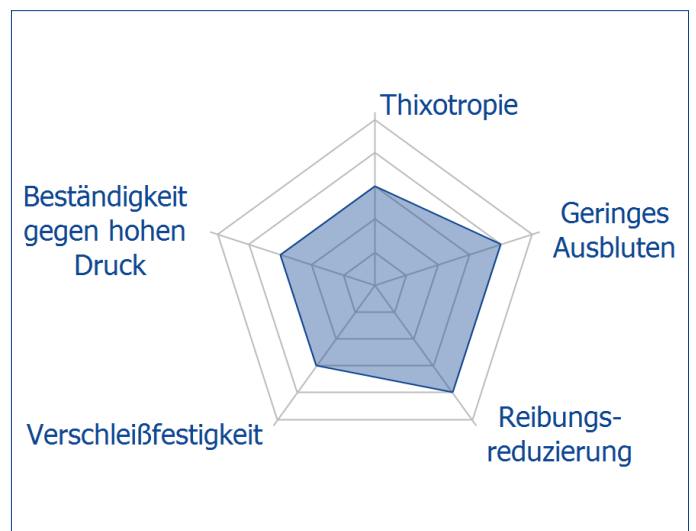 Thixotropie
Geringes
Ausbluten
Reibungs-
reduzierung
Verschleißfestigkeit
Beständigkeit
gegen hohen
Druck